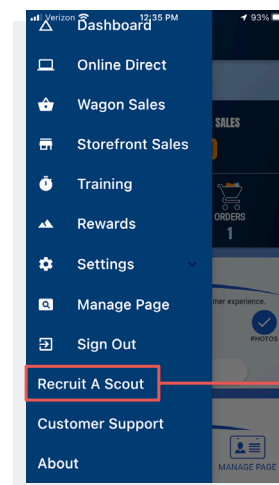 Verizon 12:35 PM 93%
Dashboard
Online Direct
Wagon Sales
SALES
Storefront Sales
Training
ORDERS
1
Rewards
Settings
Manage Page
mer experience.
PHOTOS
Sign Out
Recruit A Scout
Customer Support
About
MANAGE PAGE